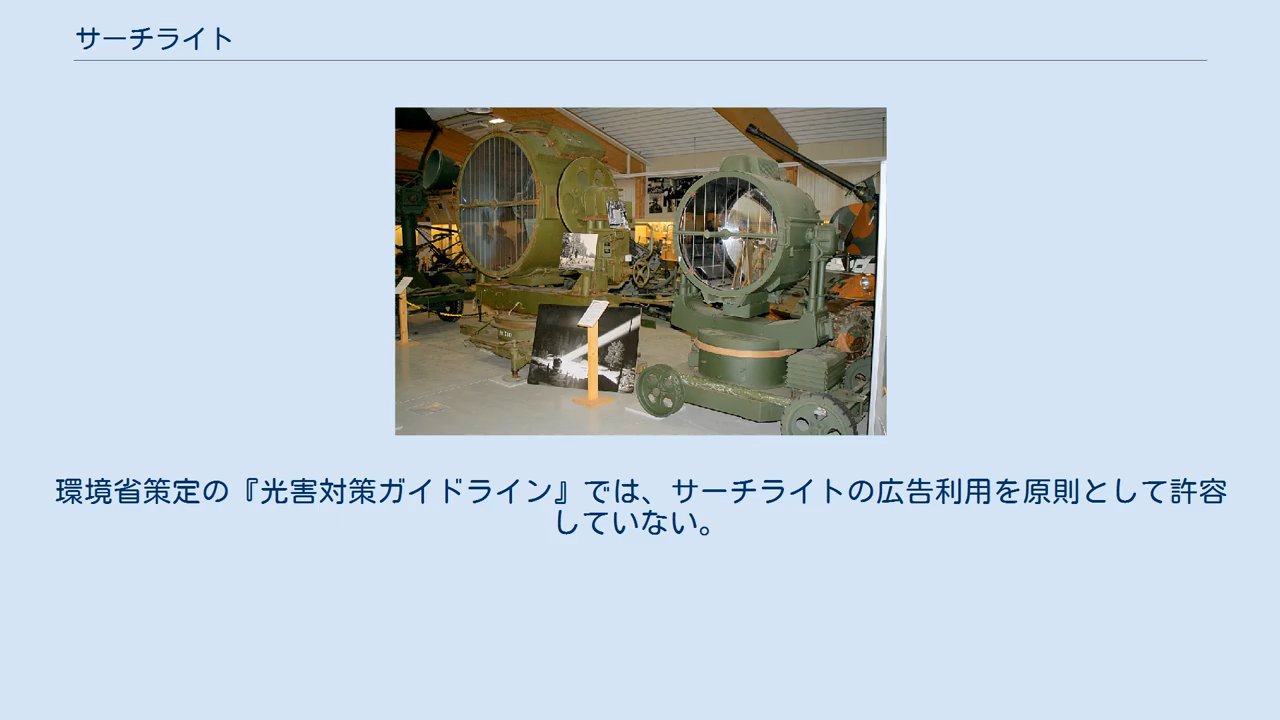 サーチライト
環境省策定の『光害対策ガイドライン』では、サーチライトの広告利用を原則として許容
していない。